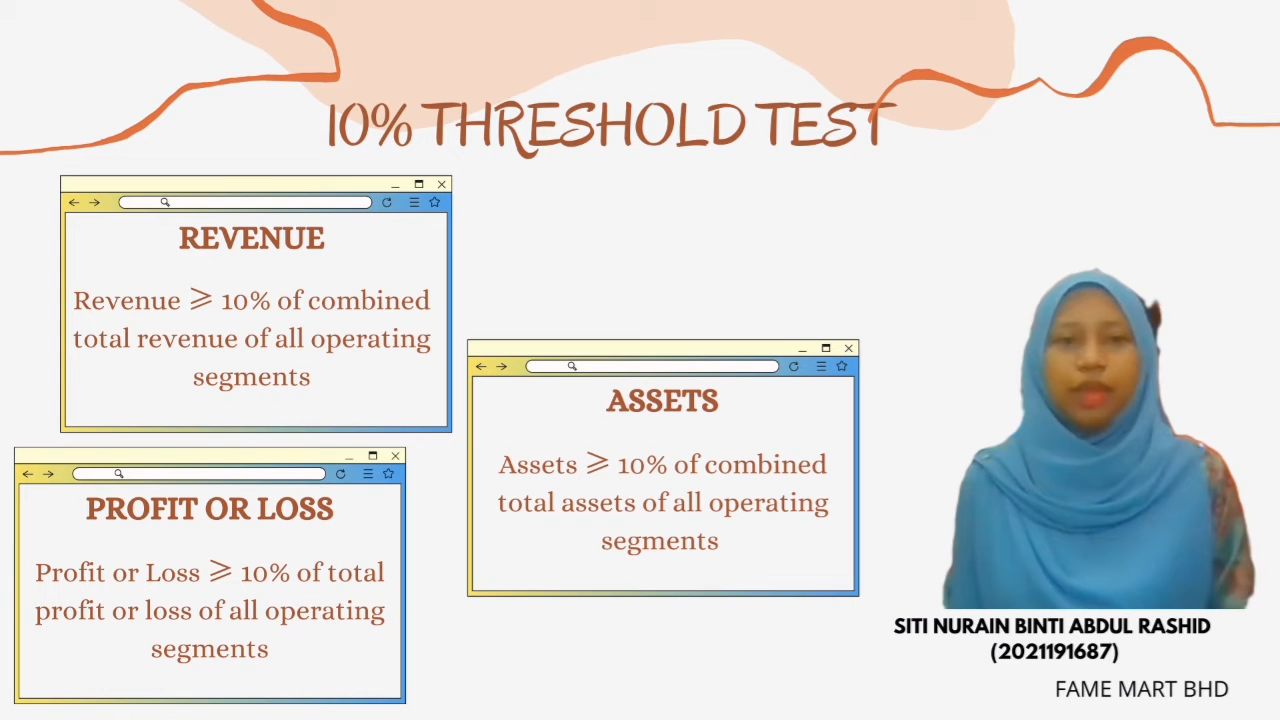 10% THRESHOLD TEST
REVENUE
Revenue ⩾ 10% of combined
total revenue of all operating
segments
PROFIT OR LOSS
Profit or Loss ⩾ 10% of total
profit or loss of all operating
segments
ASSETS
Assets ⩾ 10% of combined
total assets of all operating
segments
SITI NURAIN BINTI ABDUL RASHID
(2021191687)
FAME MART BHD